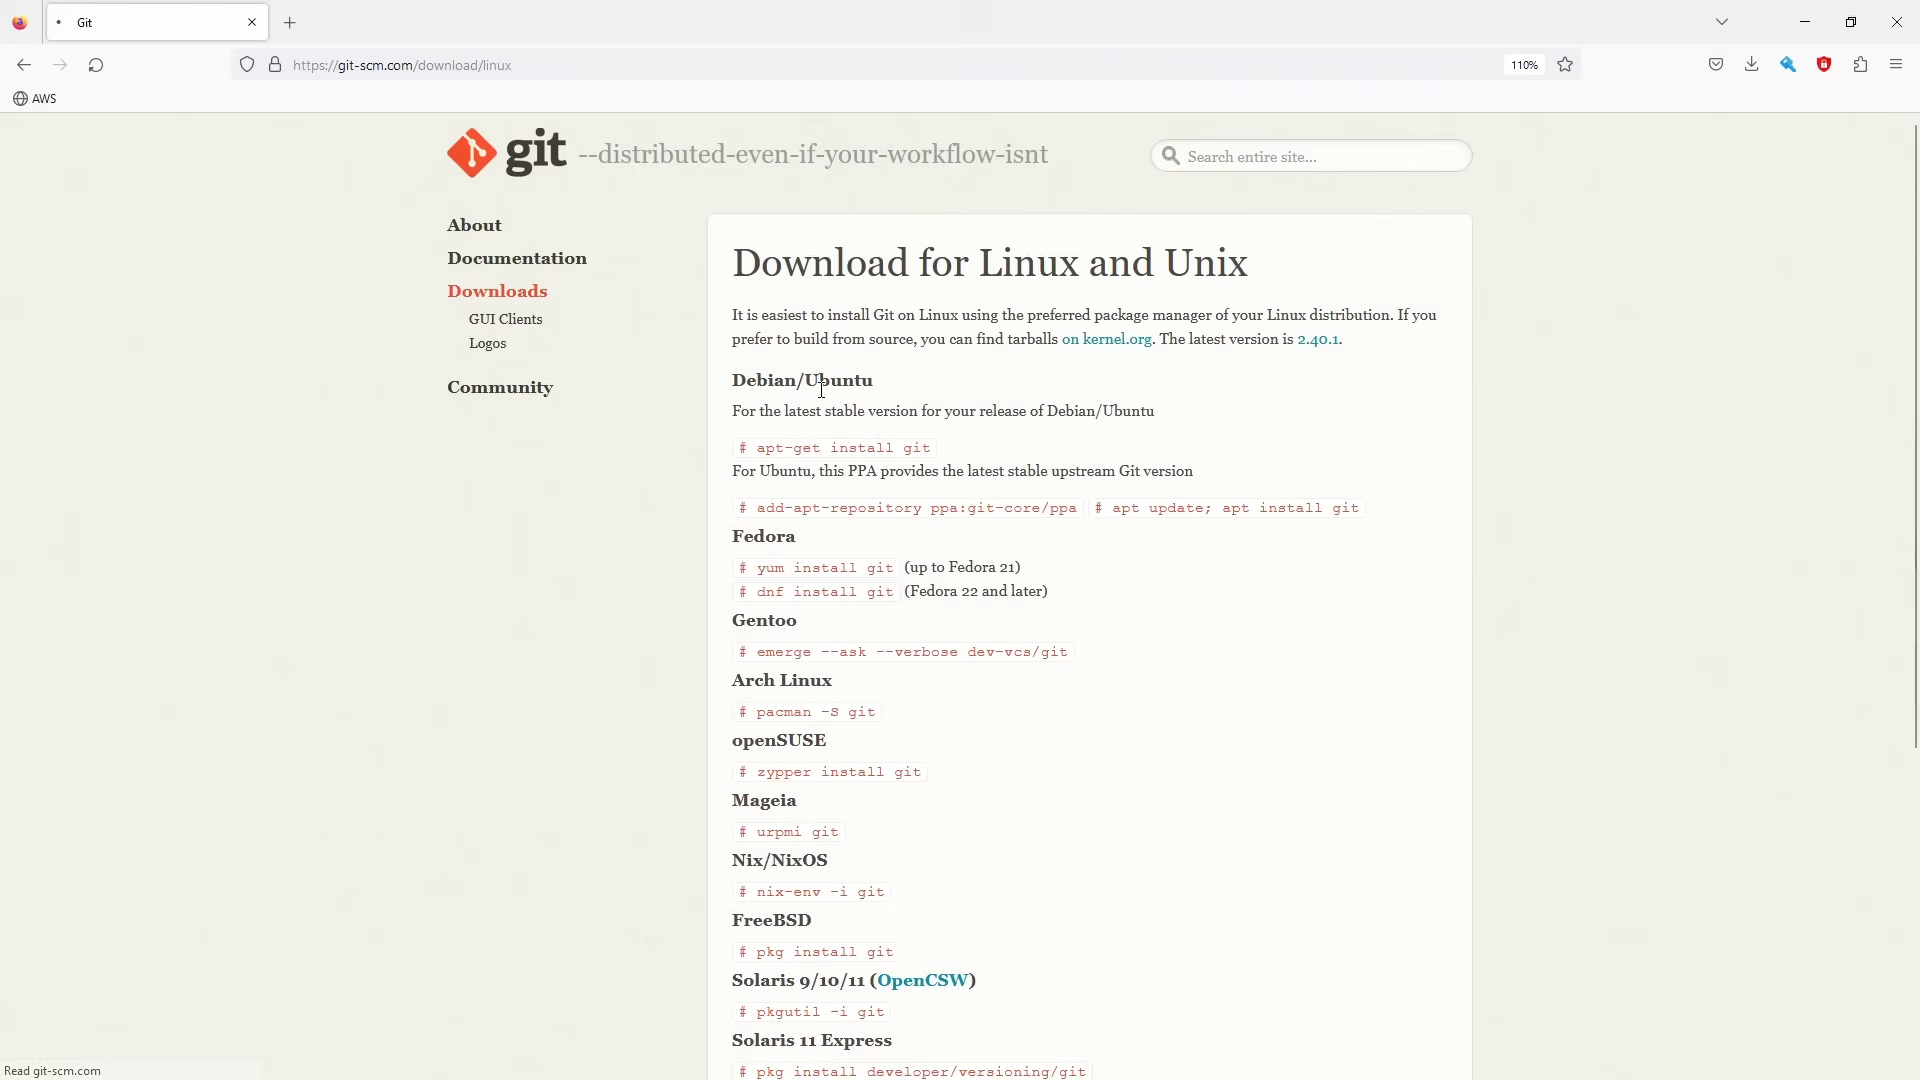 Git
https://git-scm.com/download/linux
110%
AWS
git --distributed-even-if-your-workflow-isnt
Search entire site...
About
Documentation
Downloads
GUI Clients
Logos
Community
Download for Linux and Unix
It is easiest to install Git on Linux using the preferred package manager of your Linux distribution. If you
prefer to build from source, you can find tarballs on kernel.org. The latest version is 2.40.1.
Debian/Ubuntu
For the latest stable version for your release of Debian/Ubuntu
# apt-get install git
For Ubuntu, this PPA provides the latest stable upstream Git version
# add-apt-repository ppa:git-core/ppa # apt update; apt install git
Fedora
# yum install git (up to Fedora 21)
# dnf install git (Fedora 22 and later)
Gentoo
# emerge --ask --verbose dev-vcs/git
Arch Linux
# pacman -S git
openSUSE
# zypper install git
Mageia
# urpmi git
Nix/NixOS
# nix-env -i git
FreeBSD
# pkg install git
Solaris 9/10/11 (OpenCSW)
# pkgutil -i git
Solaris 11 Express
# pkg install developer/versioning/git
Read git-scm.com